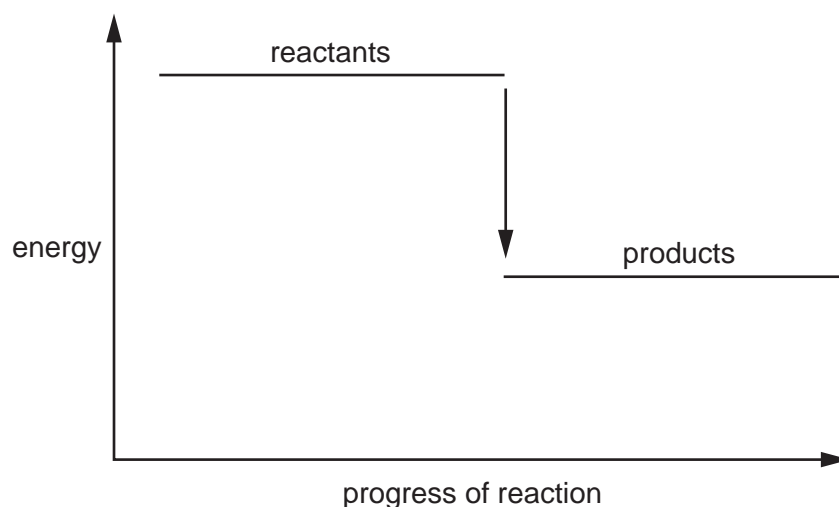 reactants
energy
products
progress of reaction